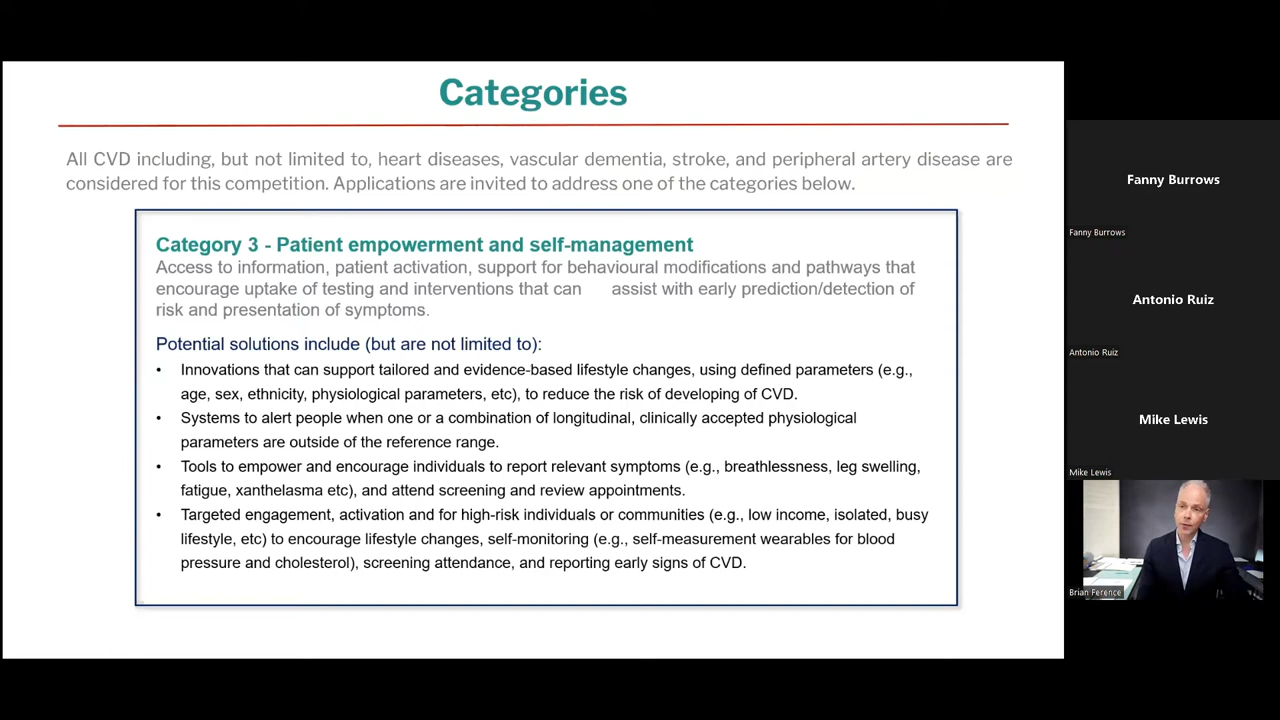 Categories
All CVD including, but not limited to, heart diseases, vascular dementia, stroke, and peripheral artery disease are
considered for this competition. Applications are invited to address one of the categories below.
Category 3 - Patient empowerment and self-management
Access to information, patient activation, support for behavioural modifications and pathways that
encourage uptake of testing and interventions that can assist with early prediction/detection of
risk and presentation of symptoms.
Potential solutions include (but are not limited to):
• Innovations that can support tailored and evidence-based lifestyle changes, using defined parameters (e.g.,
age, sex, ethnicity, physiological parameters, etc), to reduce the risk of developing of CVD.
• Systems to alert people when one or a combination of longitudinal, clinically accepted physiological
parameters are outside of the reference range.
• Tools to empower and encourage individuals to report relevant symptoms (e.g., breathlessness, leg swelling,
fatigue, xanthelasma etc), and attend screening and review appointments.
• Targeted engagement, activation and for high-risk individuals or communities (e.g., low income, isolated, busy
lifestyle, etc) to encourage lifestyle changes, self-monitoring (e.g., self-measurement wearables for blood
pressure and cholesterol), screening attendance, and reporting early signs of CVD.
Fanny Burrows
Fanny Burrows
Antonio Ruiz
Antonio Ruiz
Mike Lewis
Mike Lewis
Brian Ference